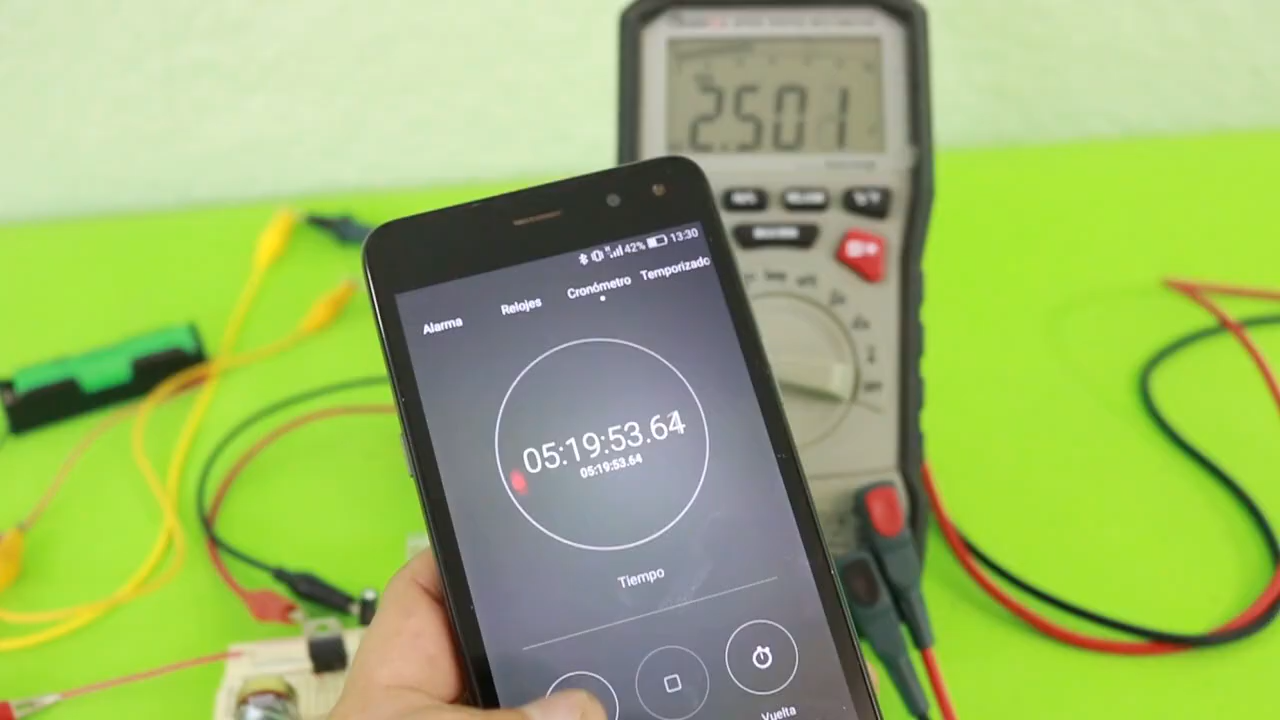 2.501
42% 13:30
Alarma Relojes Cronómetro Temporizado
05:19:53.64
05:19:53.64
Tiempo
Vuelta